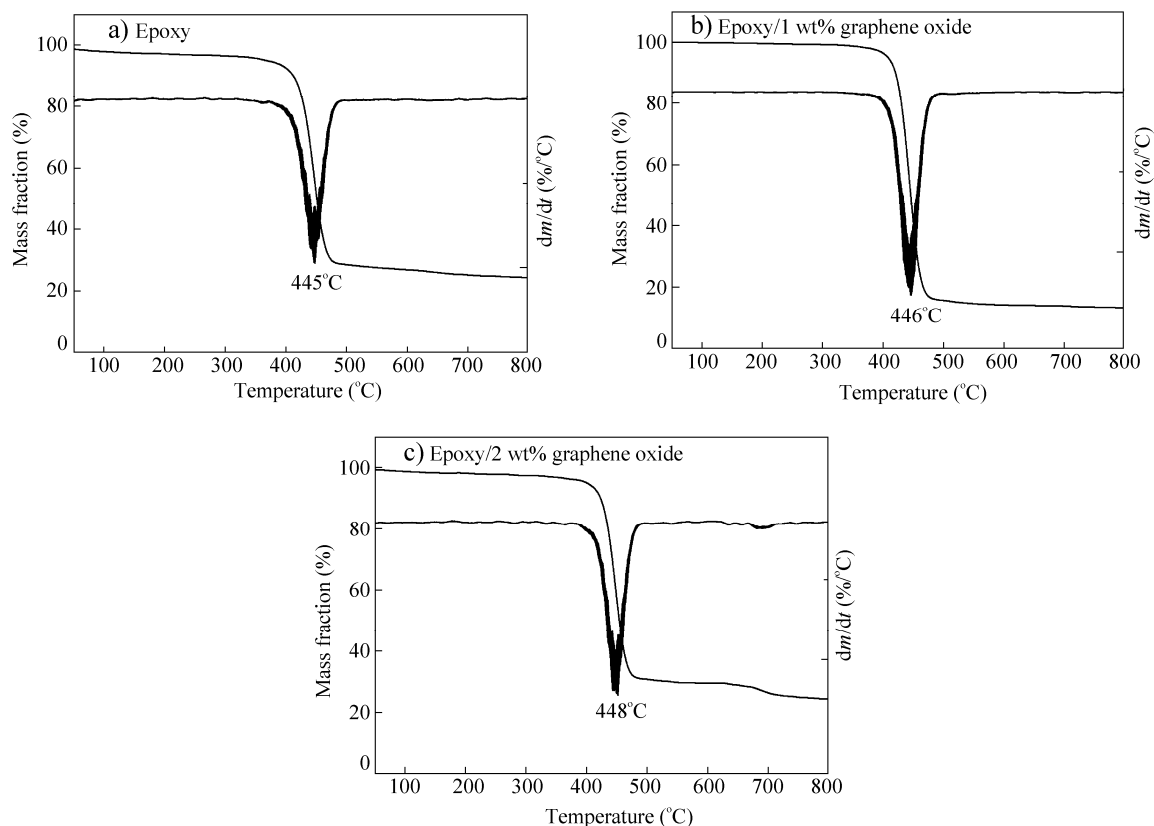 a) Epoxy
100
80
60
40
20
0
Mass fraction (%)
dm/dt (%/°C)
445°C
100 200 300 400 500 600 700 800
Temperature (°C)
b) Epoxy/1 wt% graphene oxide
100
80
60
40
20
0
Mass fraction (%)
dm/dt (%/°C)
446°C
100 200 300 400 500 600 700 800
Temperature (°C)
c) Epoxy/2 wt% graphene oxide
100
80
60
40
20
0
Mass fraction (%)
dm/dt (%/°C)
448°C
100 200 300 400 500 600 700 800
Temperature (°C)